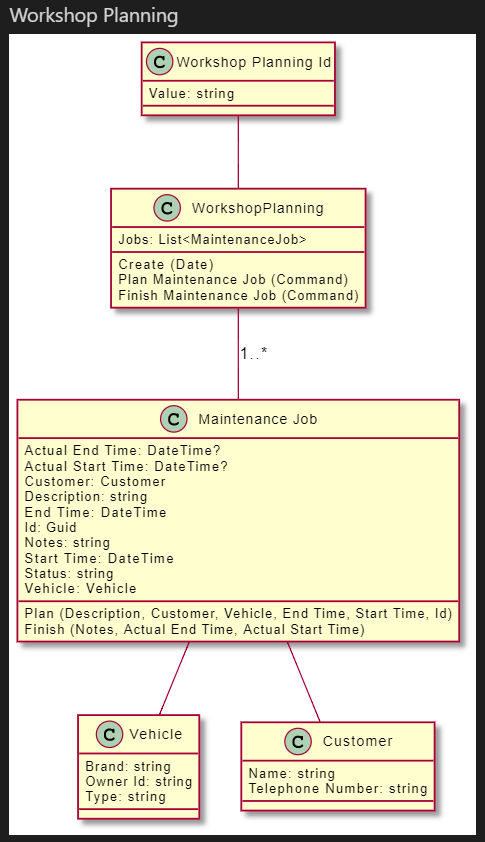 Workshop Planning
C Workshop Planning Id
Value: string
C WorkshopPlanning
Jobs: List<MaintenanceJob>
Create (Date)
Plan Maintenance Job (Command)
Finish Maintenance Job (Command)
1..*
C Maintenance Job
Actual End Time: DateTime?
Actual Start Time: DateTime?
Customer: Customer
Description: string
End Time: DateTime
Id: Guid
Notes: string
Start Time: DateTime
Status: string
Vehicle: Vehicle
Plan (Description, Customer, Vehicle, End Time, Start Time, Id)
Finish (Notes, Actual End Time, Actual Start Time)
C Vehicle
Brand: string
Owner Id: string
Type: string
C Customer
Name: string
Telephone Number: string